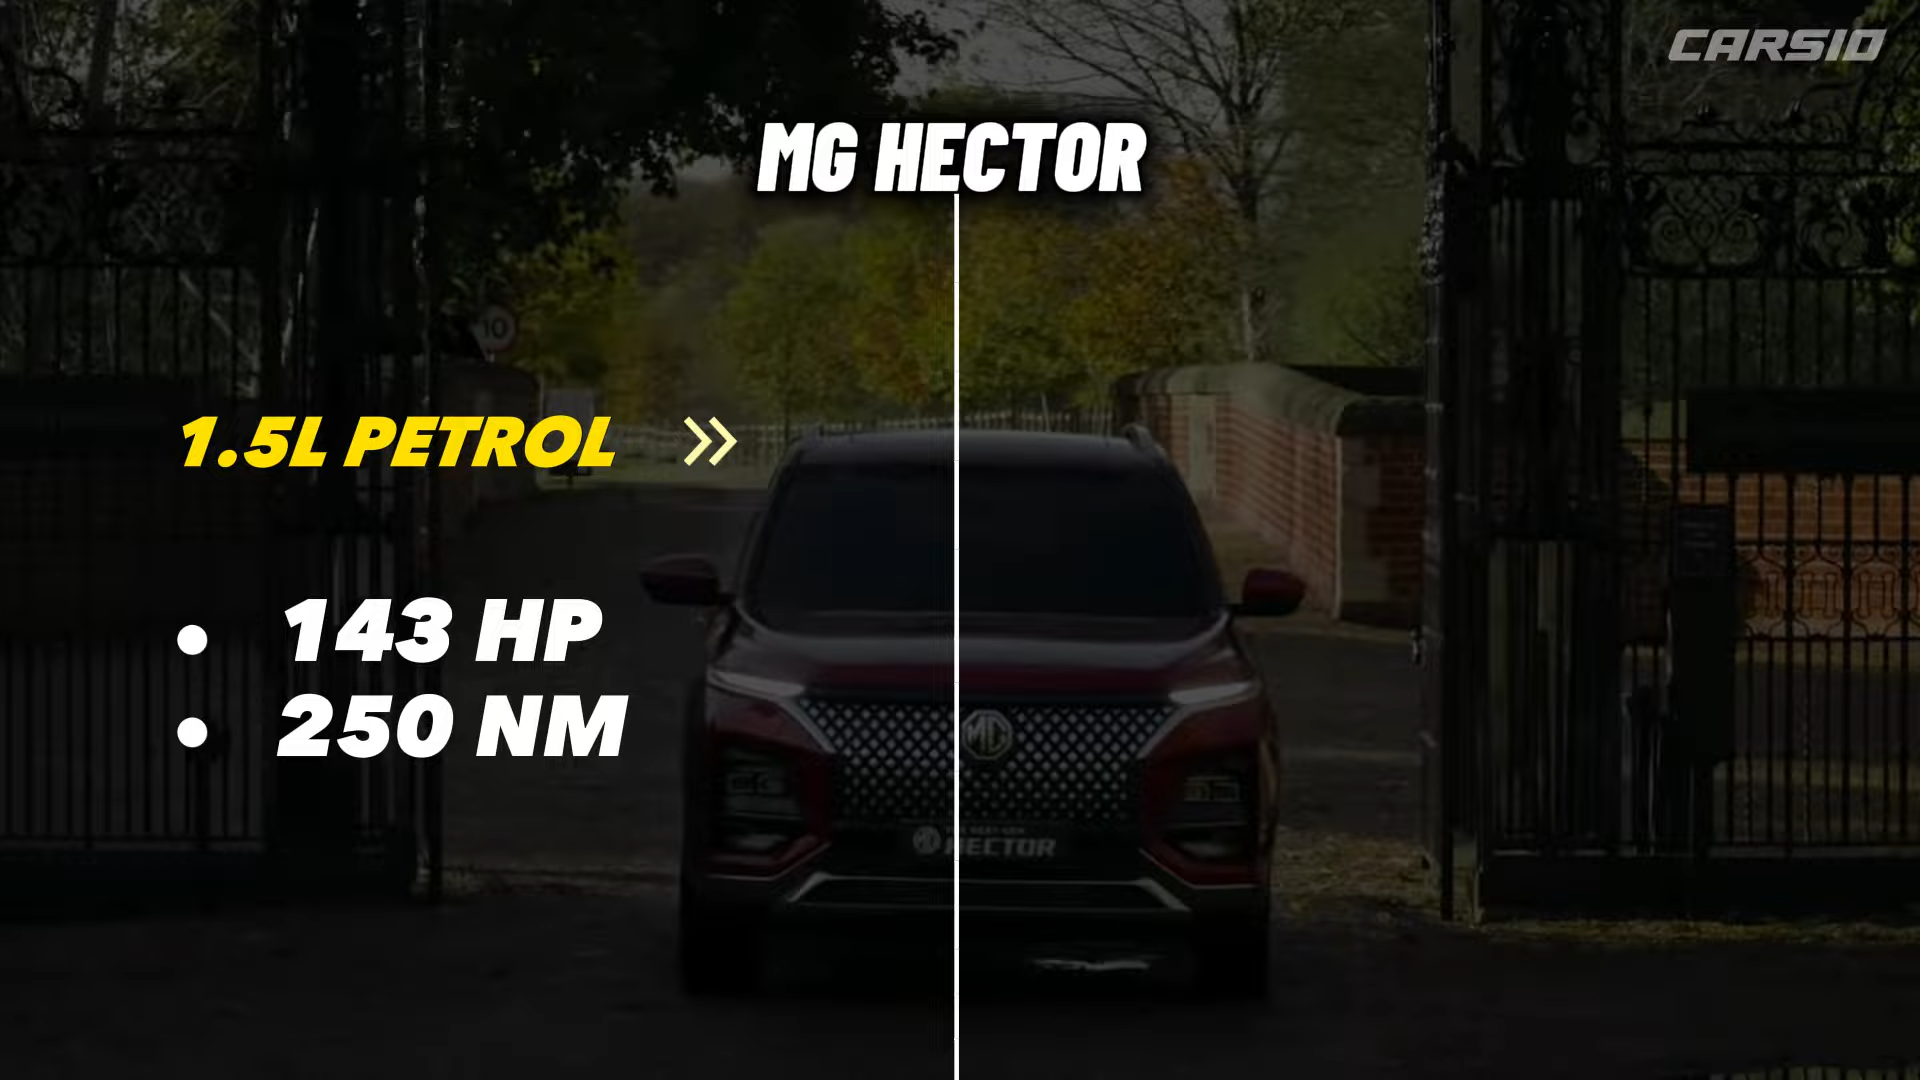 CARSIO
MG HECTOR
10
1.5L PETROL »
• 143 HP
• 250 NM
MG
HECTOR